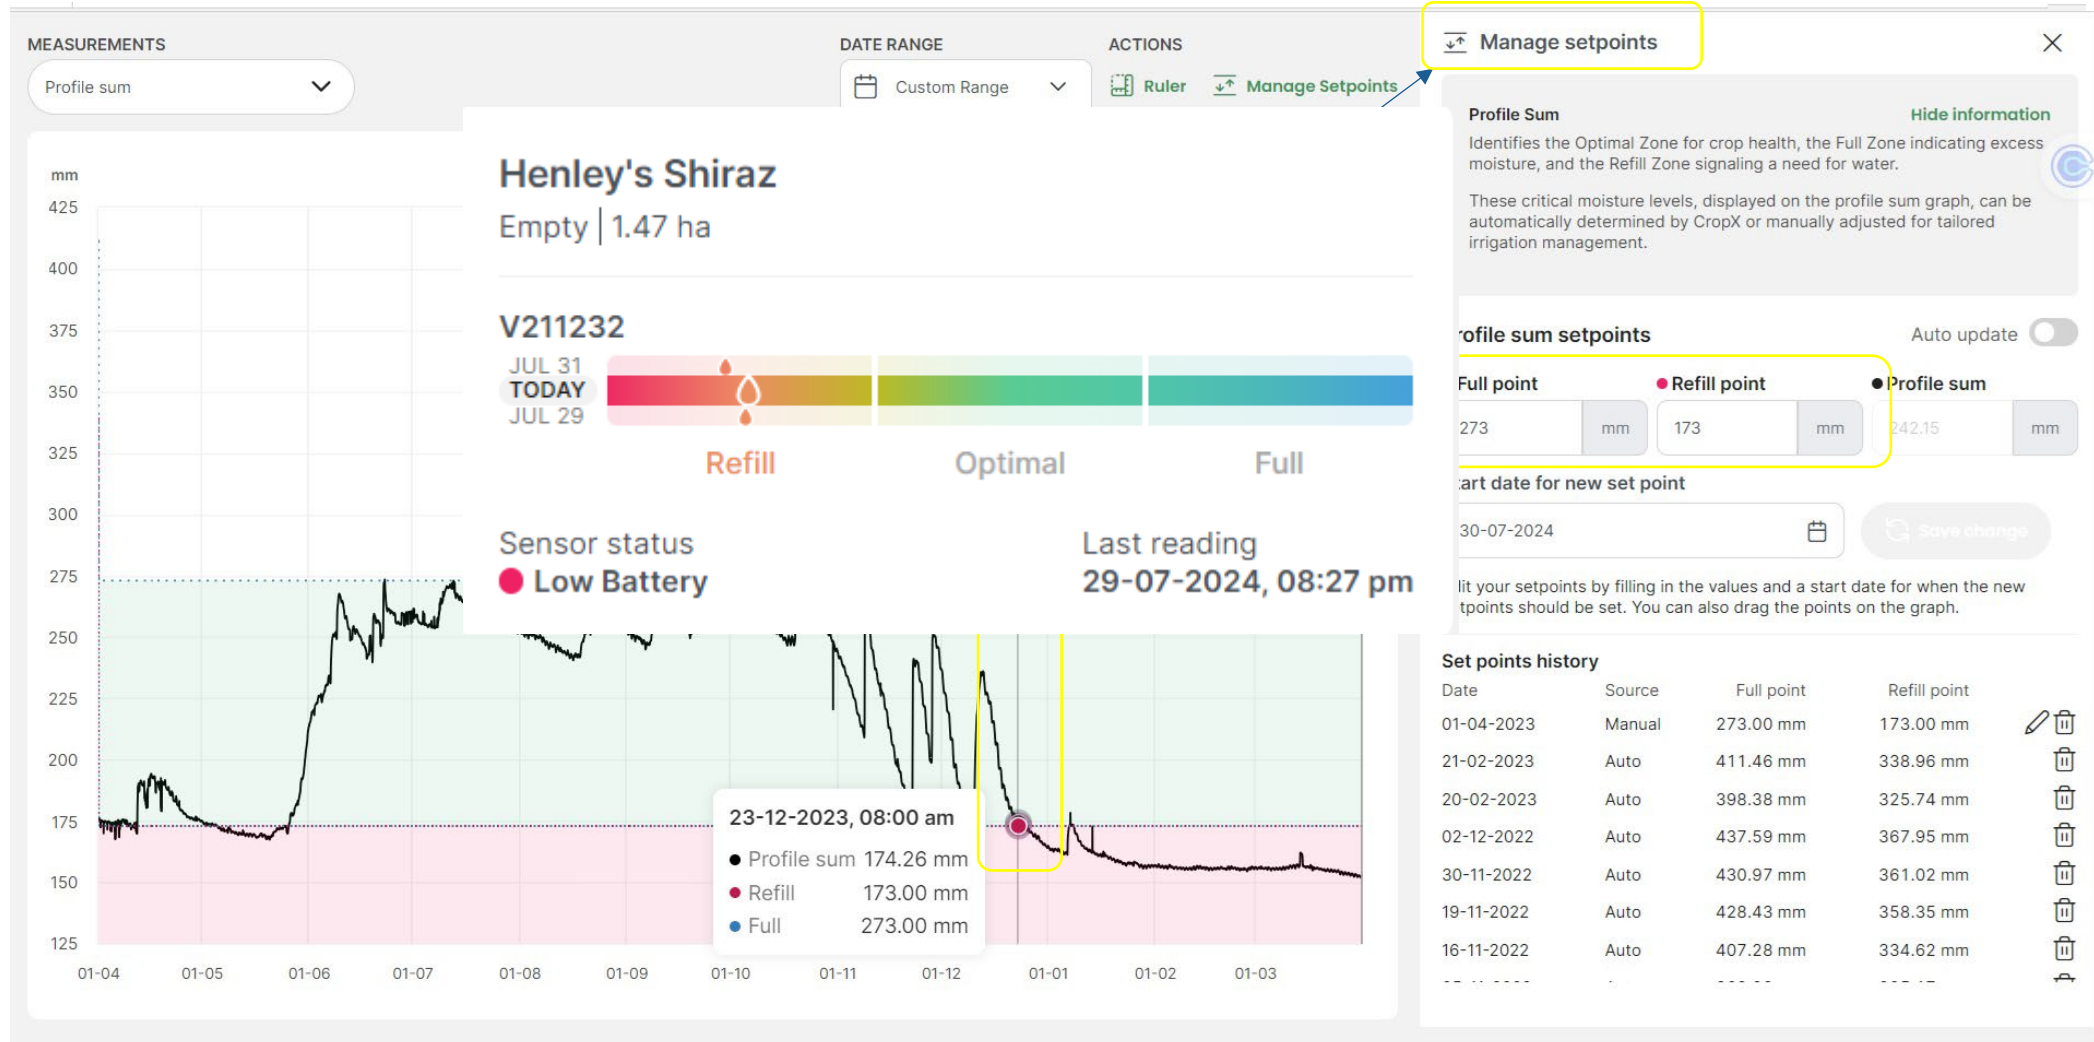 MEASUREMENTS
Profile sum
DATE RANGE
Custom Range
ACTIONS
Ruler
Manage Setpoints
Manage setpoints
Profile Sum
Hide information
Identifies the Optimal Zone for crop health, the Full Zone indicating excess
moisture, and the Refill Zone signaling a need for water.
These critical moisture levels, displayed on the profile sum graph, can be
automatically determined by CropX or manually adjusted for tailored
irrigation management.
Henley's Shiraz
Empty | 1.47 ha
V211232
JUL 31
TODAY
JUL 29
Refill
Optimal
Full
Sensor status
Low Battery
Last reading
29-07-2024, 08:27 pm
rofile sum setpoints
Auto update
Full point
Refill point
Profile sum
273
mm
173
mm
242.15
mm
art date for new set point
30-07-2024
Save change
lit your setpoints by filling in the values and a start date for when the new
tpoints should be set. You can also drag the points on the graph.
Set points history
Date Source Full point Refill point
01-04-2023 Manual 273.00 mm 173.00 mm
21-02-2023 Auto 411.46 mm 338.96 mm
20-02-2023 Auto 398.38 mm 325.74 mm
02-12-2022 Auto 437.59 mm 367.95 mm
30-11-2022 Auto 430.97 mm 361.02 mm
19-11-2022 Auto 428.43 mm 358.35 mm
16-11-2022 Auto 407.28 mm 334.62 mm
mm
425
400
375
350
325
300
275
250
225
200
175
150
125
01-04 01-05 01-06 01-07 01-08 01-09 01-10 01-11 01-12 01-01 01-02 01-03
23-12-2023, 08:00 am
Profile sum 174.26 mm
Refill 173.00 mm
Full 273.00 mm